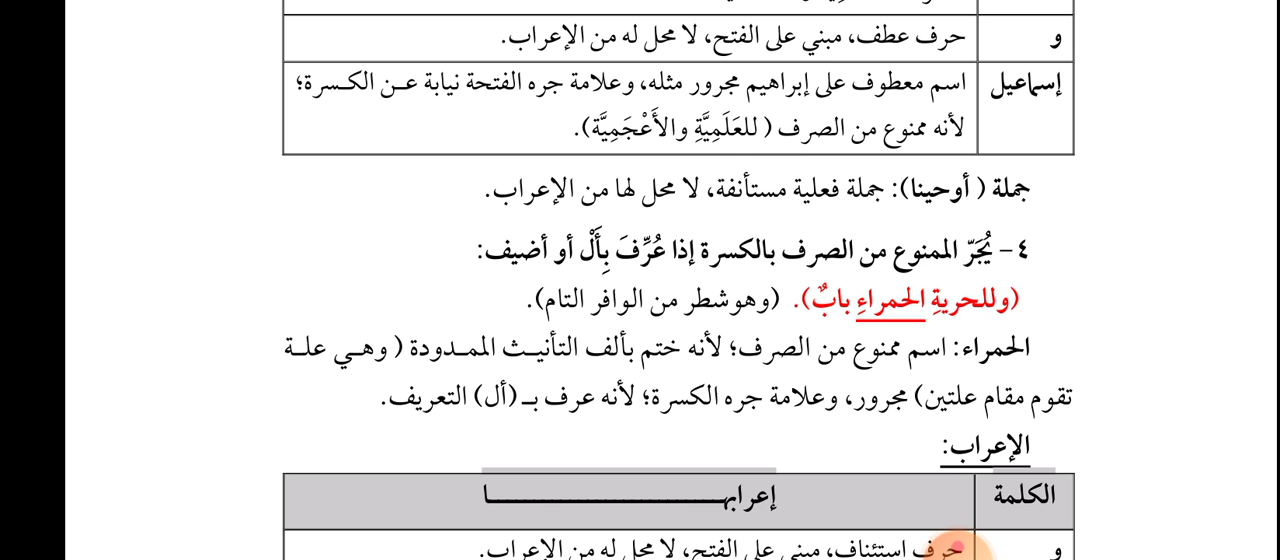 و حرف عطف، مبني على الفتح، لا محل له من الإعراب.
إسماعيل اسم معطوف على إبراهيم مجرور مثله، وعلامة جره الفتحة نيابة عن الكسرة؛
لأنه ممنوع من الصرف ( للعَلَمِيَّةِ والأَعْجَمِيَّة).
جملة ( أوحينا): جملة فعلية مستأنفة، لا محل لها من الإعراب.
٤- يُجَرّ الممنوع من الصرف بالكسرة إذا عُرِّفَ بِأَلْ أو أضيف:
(وللحريةِ الحمراءِ بابٌ). (وهوشطر من الوافر التام).
الحمراء: اسم ممنوع من الصرف؛ لأنه ختم بألف التأنيث الممدودة ( وهي علة
تقوم مقام علتين) مجرور، وعلامة جره الكسرة؛ لأنه عرف بـ (أل) التعريف.
الإعراب:
الكلمة إعرابهـــا
و حرف استئناف، مبني على الفتح، لا محل له من الإعراب.